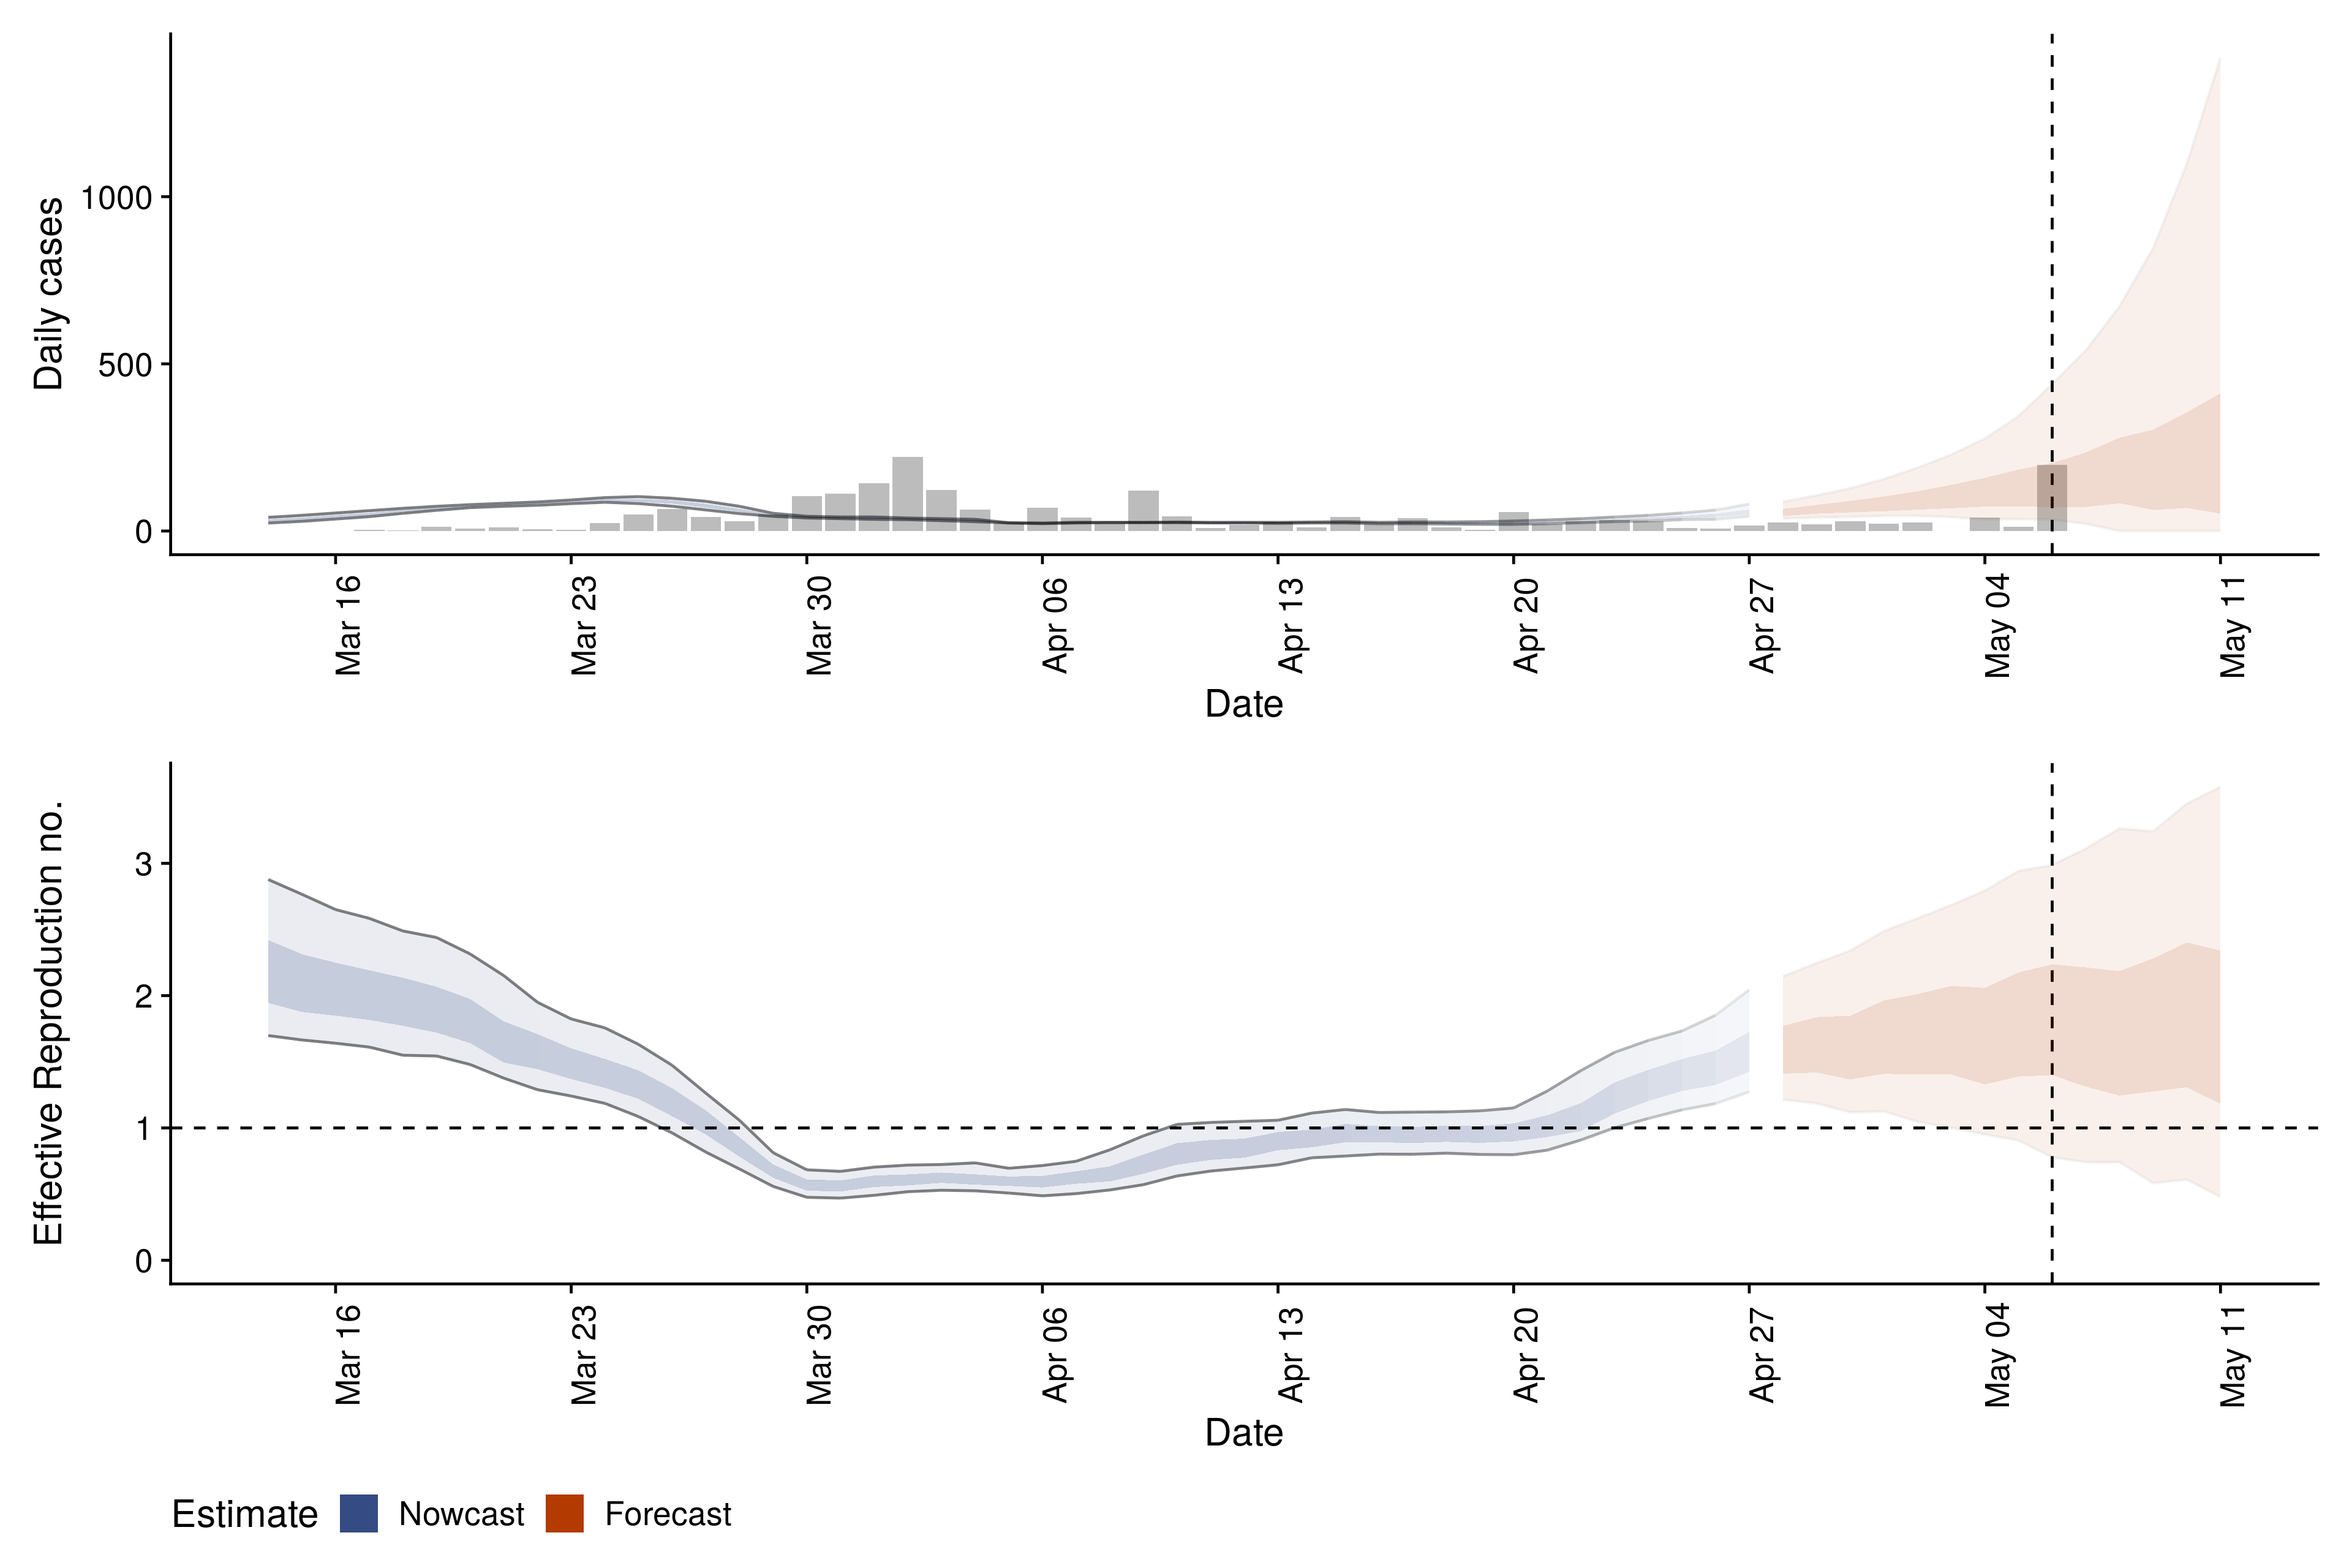 Daily cases
1000
500
0
Mar 16
Mar 23
Mar 30
Apr 06
Apr 13
Apr 20
Apr 27
May 04
May 11
Date
Effective Reproduction no.
3
2
1
0
Mar 16
Mar 23
Mar 30
Apr 06
Apr 13
Apr 20
Apr 27
May 04
May 11
Date
Estimate Nowcast Forecast